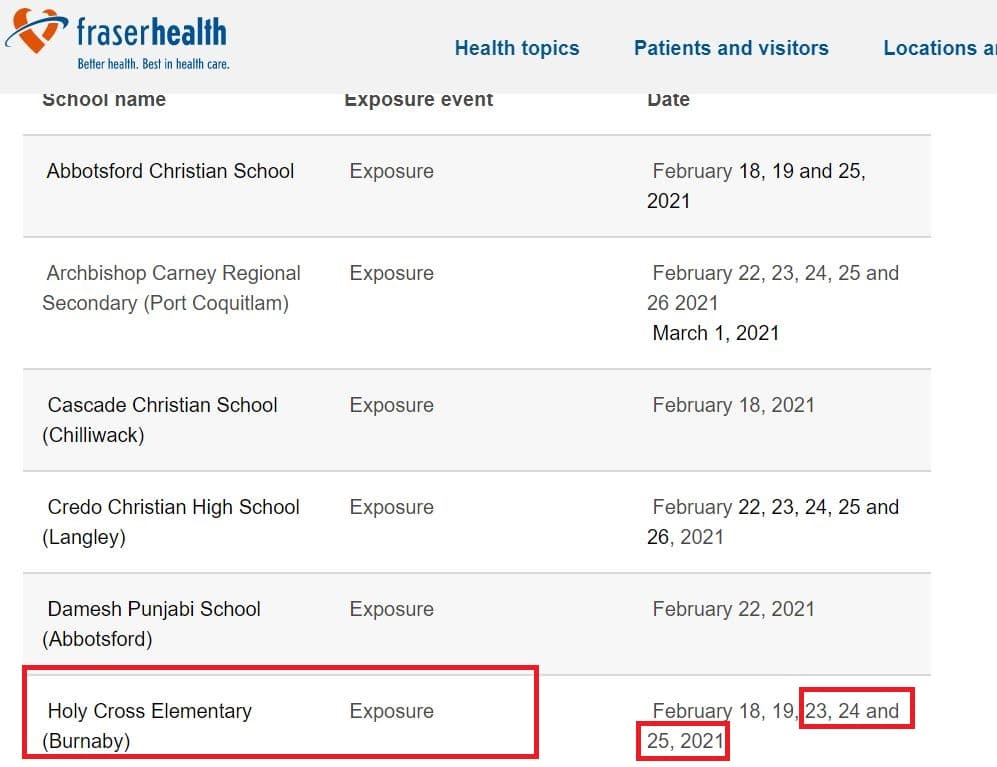 fraserhealth
Better health. Best in health care.
Health topics Patients and visitors Locations
School name Exposure event Date
Abbotsford Christian School Exposure February 18, 19 and 25,
2021
Archbishop Carney Regional Exposure February 22, 23, 24, 25 and
Secondary (Port Coquitlam) 26 2021
March 1, 2021
Cascade Christian School Exposure February 18, 2021
(Chilliwack)
Credo Christian High School Exposure February 22, 23, 24, 25 and
(Langley) 26, 2021
Damesh Punjabi School Exposure February 22, 2021
(Abbotsford)
Holy Cross Elementary Exposure February 18, 19, 23, 24 and
(Burnaby) 25, 2021